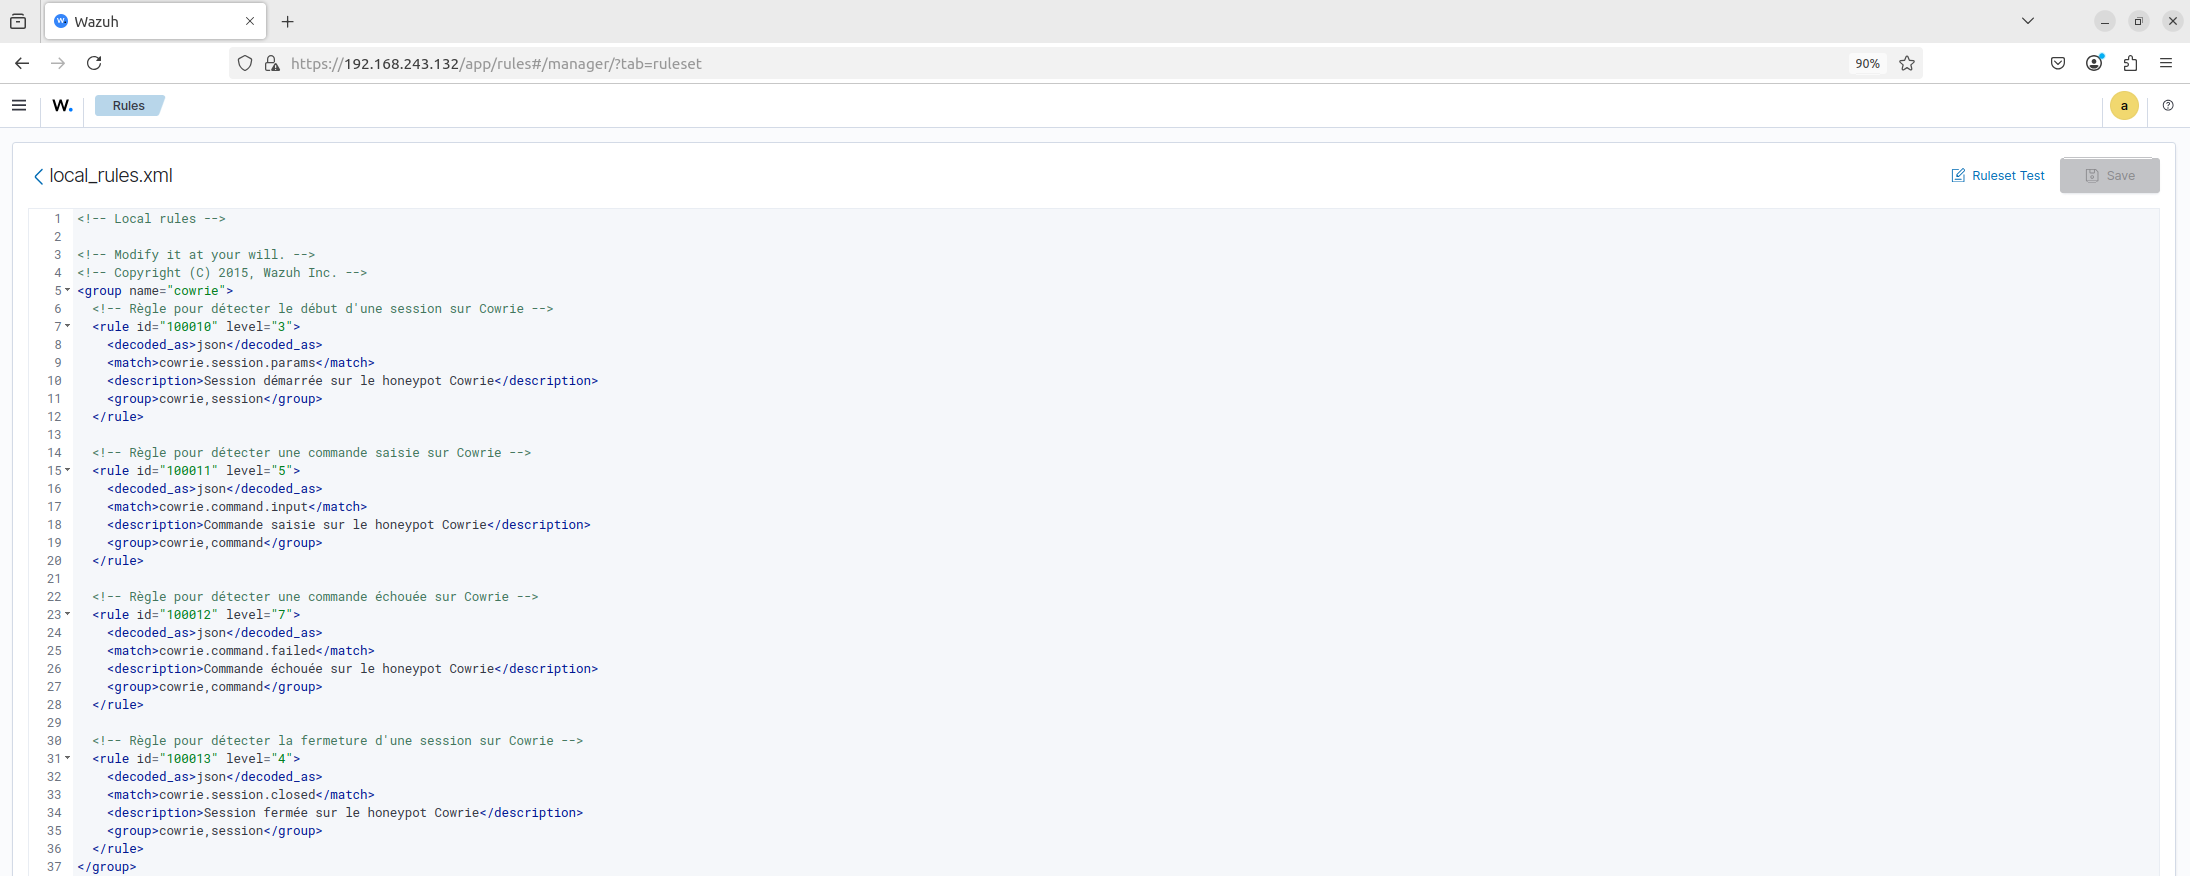 Wazuh
https://192.168.243.132/app/rules#/manager/?tab=ruleset
90%
W. Rules
a
local_rules.xml
Ruleset Test
Save
1 <!-- Local rules -->
2
3 <!-- Modify it at your will. -->
4 <!-- Copyright (C) 2015, Wazuh Inc. -->
5 <group name="cowrie">
6 <!-- Règle pour détecter le début d'une session sur Cowrie -->
7 <rule id="100010" level="3">
8 <decoded_as>json</decoded_as>
9 <match>cowrie.session.params</match>
10 <description>Session démarrée sur le honeypot Cowrie</description>
11 <group>cowrie,session</group>
12 </rule>
13
14 <!-- Règle pour détecter une commande saisie sur Cowrie -->
15 <rule id="100011" level="5">
16 <decoded_as>json</decoded_as>
17 <match>cowrie.command.input</match>
18 <description>Commande saisie sur le honeypot Cowrie</description>
19 <group>cowrie,command</group>
20 </rule>
21
22 <!-- Règle pour détecter une commande échouée sur Cowrie -->
23 <rule id="100012" level="7">
24 <decoded_as>json</decoded_as>
25 <match>cowrie.command.failed</match>
26 <description>Commande échouée sur le honeypot Cowrie</description>
27 <group>cowrie,command</group>
28 </rule>
29
30 <!-- Règle pour détecter la fermeture d'une session sur Cowrie -->
31 <rule id="100013" level="4">
32 <decoded_as>json</decoded_as>
33 <match>cowrie.session.closed</match>
34 <description>Session fermée sur le honeypot Cowrie</description>
35 <group>cowrie,session</group>
36 </rule>
37 </group>